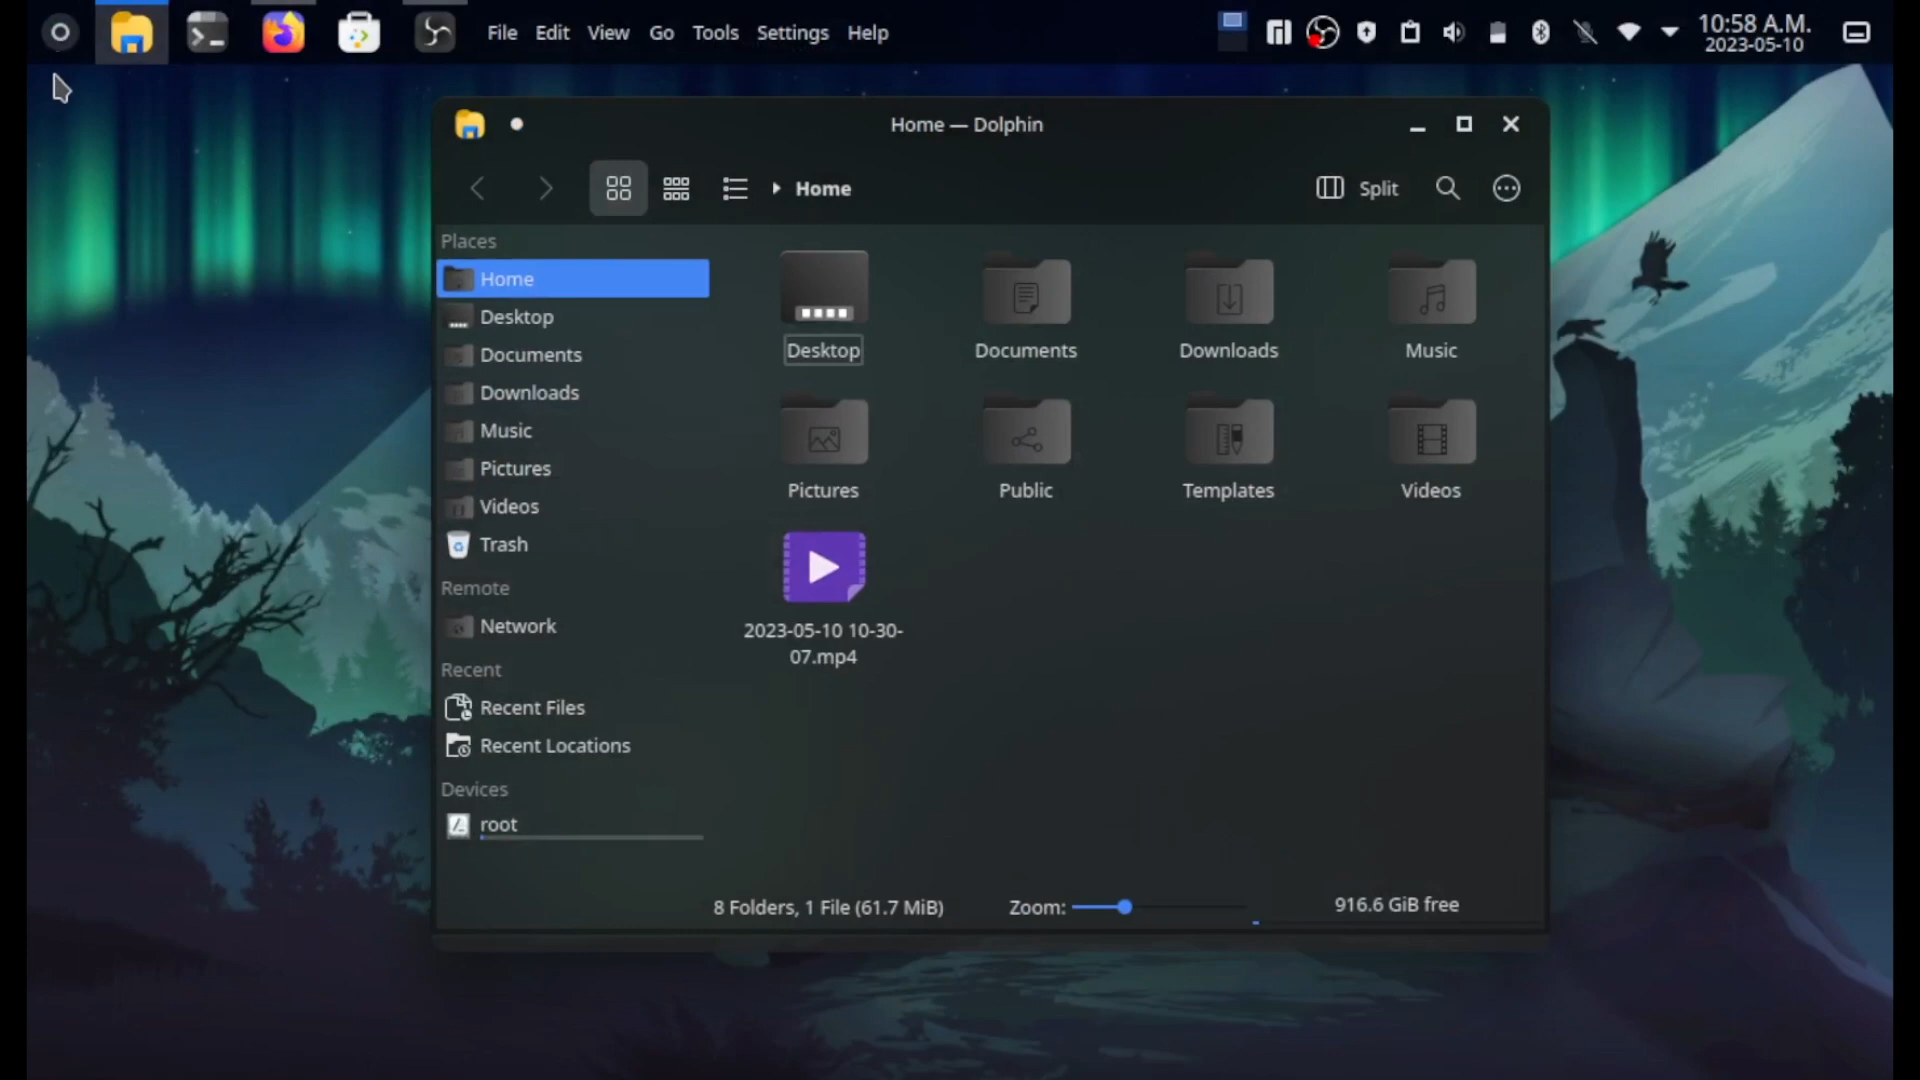 File Edit View Go Tools Settings Help
10:58 A.M.
2023-05-10
Home — Dolphin
Home
Split
Places
Home
Desktop
Documents
Downloads
Music
Pictures
Videos
Trash
Remote
Network
Recent
Recent Files
Recent Locations
Devices
root
Desktop Documents Downloads Music
Pictures Public Templates Videos
2023-05-10 10-30-
07.mp4
8 Folders, 1 File (61.7 MiB) Zoom: 916.6 GiB free